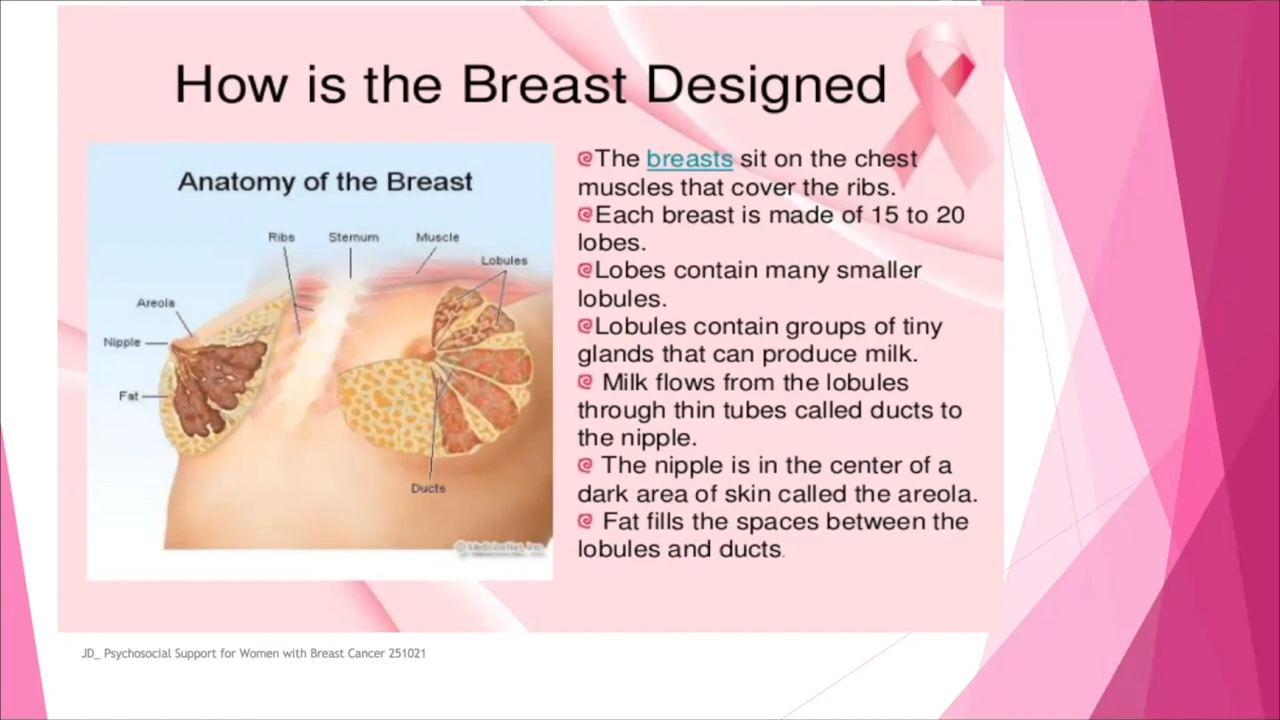 How is the Breast Designed
Anatomy of the Breast
Ribs
Sternum
Muscle
Lobules
Areola
Nipple
Fat
Ducts
© MedicineNet, Inc.
The breasts sit on the chest
muscles that cover the ribs.
Each breast is made of 15 to 20
lobes.
Lobes contain many smaller
lobules.
Lobules contain groups of tiny
glands that can produce milk.
Milk flows from the lobules
through thin tubes called ducts to
the nipple.
The nipple is in the center of a
dark area of skin called the areola.
Fat fills the spaces between the
lobules and ducts.
JD_ Psychosocial Support for Women with Breast Cancer 251021